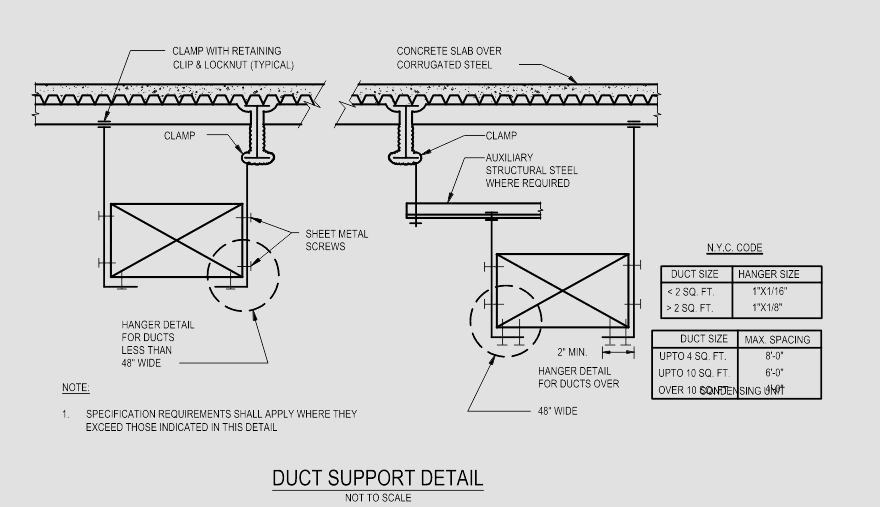 CLAMP WITH RETAINING
CLIP & LOCKNUT (TYPICAL)
CONCRETE SLAB OVER
CORRUGATED STEEL
CLAMP
CLAMP
AUXILIARY
STRUCTURAL STEEL
WHERE REQUIRED
SHEET METAL
SCREWS
HANGER DETAIL
FOR DUCTS
LESS THAN
48" WIDE
2" MIN.
HANGER DETAIL
FOR DUCTS OVER
48" WIDE
N.Y.C. CODE
DUCT SIZE HANGER SIZE
< 2 SQ. FT. 1"X1/16"
> 2 SQ. FT. 1"X1/8"
DUCT SIZE MAX. SPACING
UPTO 4 SQ. FT. 8'-0"
UPTO 10 SQ. FT. 6'-0"
OVER 10 SQ.FT. 4'-0"
CONDENSING UNIT
NOTE:
1. SPECIFICATION REQUIREMENTS SHALL APPLY WHERE THEY
EXCEED THOSE INDICATED IN THIS DETAIL
DUCT SUPPORT DETAIL
NOT TO SCALE